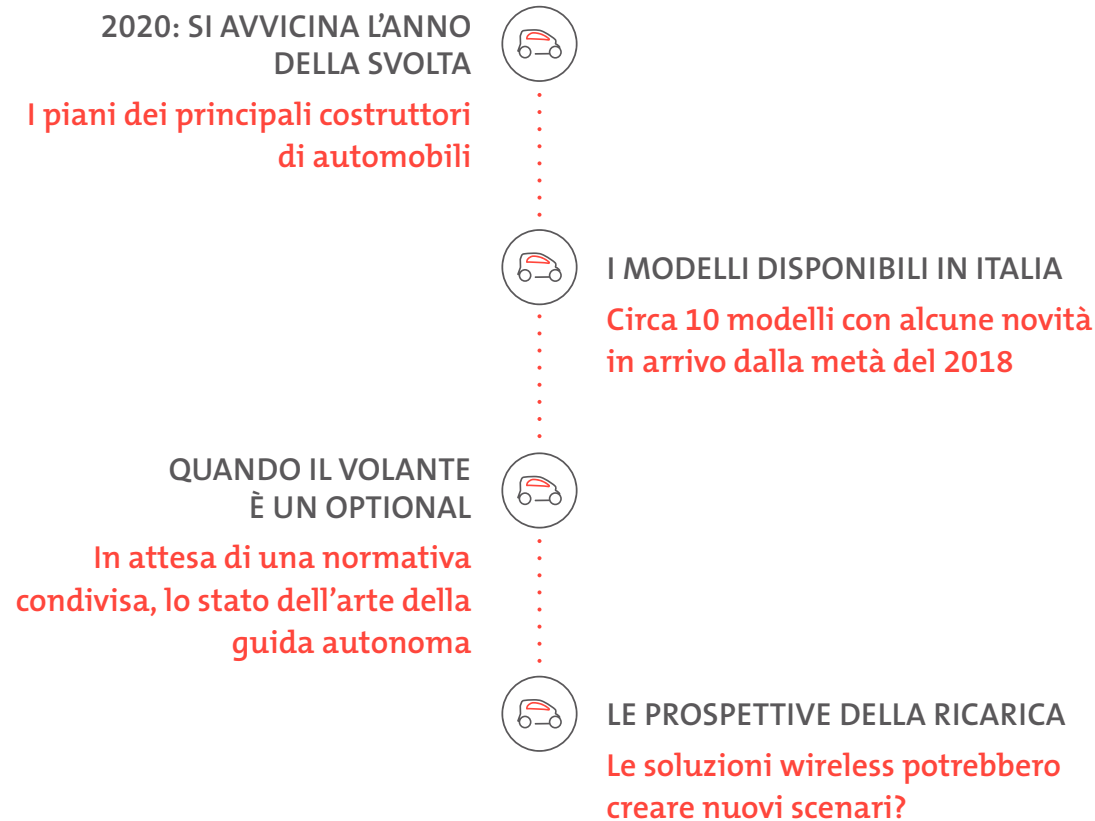 2020: SI AVVICINA L’ANNO
DELLA SVOLTA
I piani dei principali costruttori
di automobili
I MODELLI DISPONIBILI IN ITALIA
Circa 10 modelli con alcune novità
in arrivo dalla metà del 2018
QUANDO IL VOLANTE
È UN OPTIONAL
In attesa di una normativa
condivisa, lo stato dell’arte della
guida autonoma
LE PROSPETTIVE DELLA RICARICA
Le soluzioni wireless potrebbero
creare nuovi scenari?